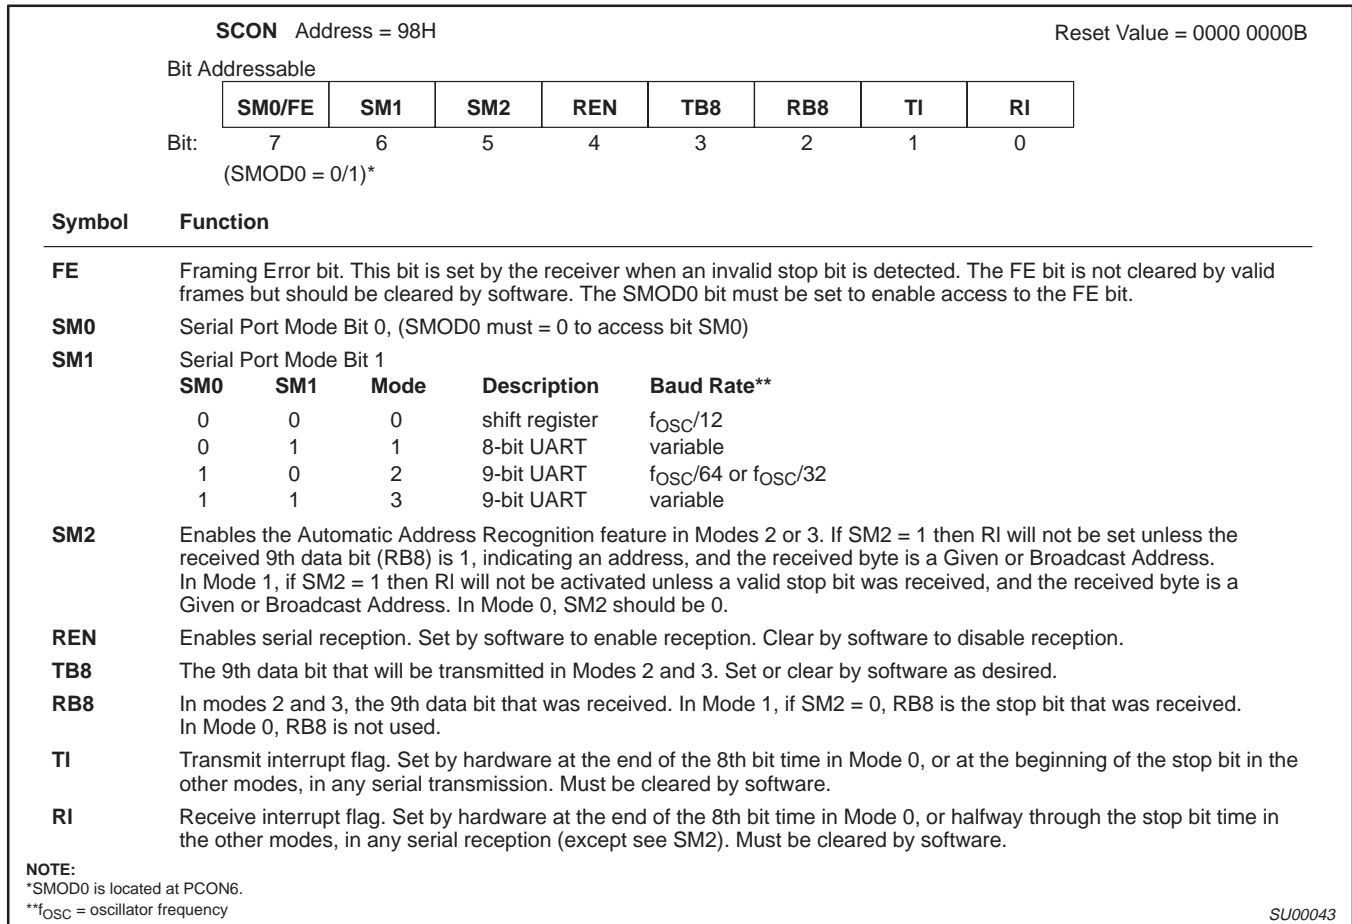 SCON Address = 98H Reset Value = 0000 0000B
Bit Addressable
SM0/FE SM1 SM2 REN TB8 RB8 TI RI
Bit: 7 6 5 4 3 2 1 0
(SMOD0 = 0/1)*
Symbol Function
FE Framing Error bit. This bit is set by the receiver when an invalid stop bit is detected. The FE bit is not cleared by valid
frames but should be cleared by software. The SMOD0 bit must be set to enable access to the FE bit.
SM0 Serial Port Mode Bit 0, (SMOD0 must = 0 to access bit SM0)
SM1 Serial Port Mode Bit 1
SM0 SM1 Mode Description Baud Rate**
0 0 0 shift register fOSC/12
0 1 1 8-bit UART variable
1 0 2 9-bit UART fOSC/64 or fOSC/32
1 1 3 9-bit UART variable
SM2 Enables the Automatic Address Recognition feature in Modes 2 or 3. If SM2 = 1 then RI will not be set unless the
received 9th data bit (RB8) is 1, indicating an address, and the received byte is a Given or Broadcast Address.
In Mode 1, if SM2 = 1 then RI will not be activated unless a valid stop bit was received, and the received byte is a
Given or Broadcast Address. In Mode 0, SM2 should be 0.
REN Enables serial reception. Set by software to enable reception. Clear by software to disable reception.
TB8 The 9th data bit that will be transmitted in Modes 2 and 3. Set or clear by software as desired.
RB8 In modes 2 and 3, the 9th data bit that was received. In Mode 1, if SM2 = 0, RB8 is the stop bit that was received.
In Mode 0, RB8 is not used.
TI Transmit interrupt flag. Set by hardware at the end of the 8th bit time in Mode 0, or at the beginning of the stop bit in the
other modes, in any serial transmission. Must be cleared by software.
RI Receive interrupt flag. Set by hardware at the end of the 8th bit time in Mode 0, or halfway through the stop bit time in
the other modes, in any serial reception (except see SM2). Must be cleared by software.
NOTE:
*SMOD0 is located at PCON6.
**fOSC = oscillator frequency SU00043